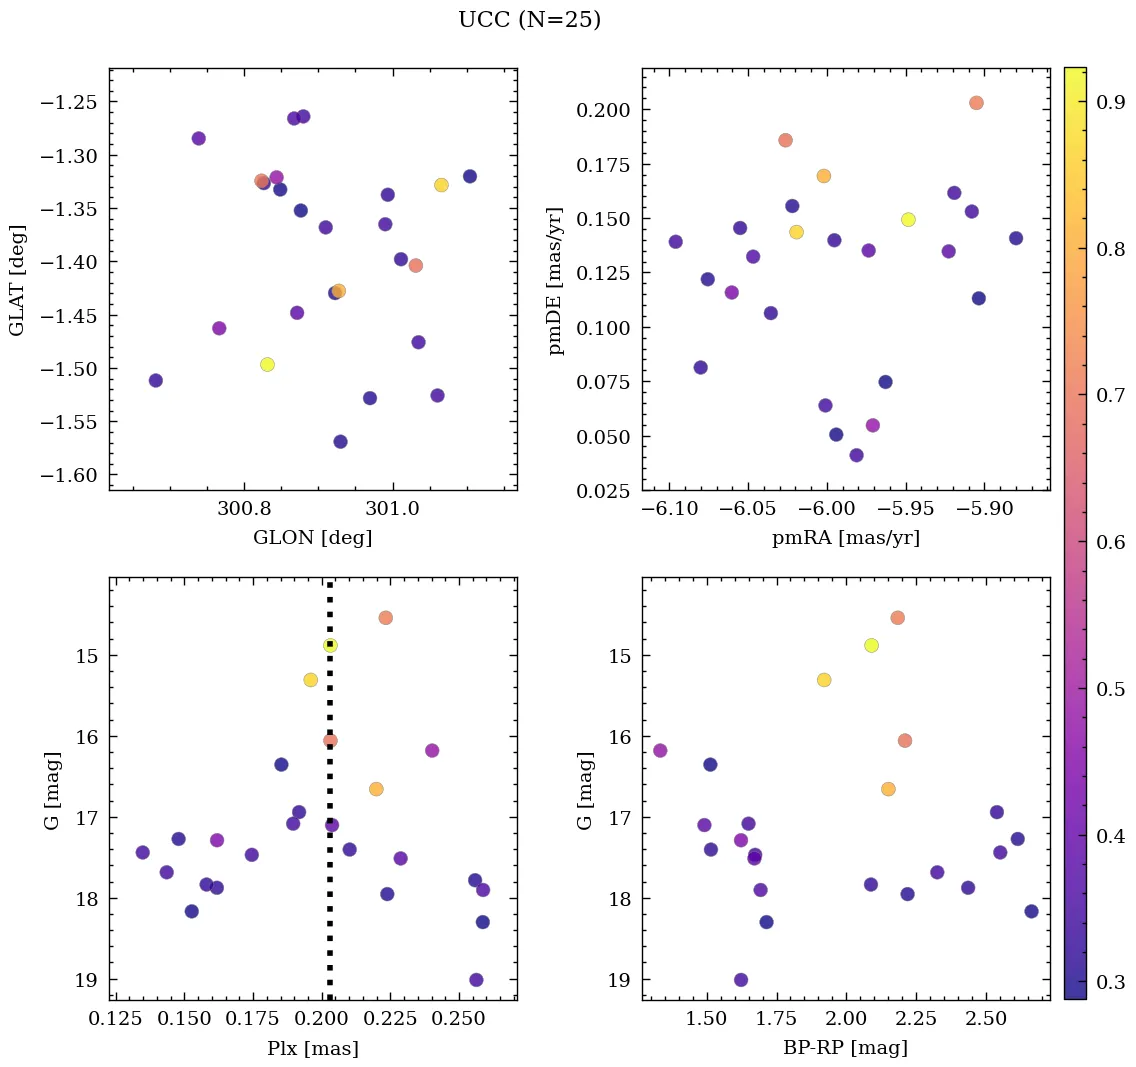 UCC (N=25)
−1.25
−1.30
−1.35
−1.40
−1.45
−1.50
−1.55
−1.60
GLAT [deg]
300.8 301.0
GLON [deg]
0.200
0.175
0.150
0.125
0.100
0.075
0.050
0.025
pmDE [mas/yr]
−6.10 −6.05 −6.00 −5.95 −5.90
pmRA [mas/yr]
15
16
17
18
19
G [mag]
0.125 0.150 0.175 0.200 0.225 0.250
Plx [mas]
15
16
17
18
19
G [mag]
1.50 1.75 2.00 2.25 2.50
BP-RP [mag]
0.9
0.8
0.7
0.6
0.5
0.4
0.3